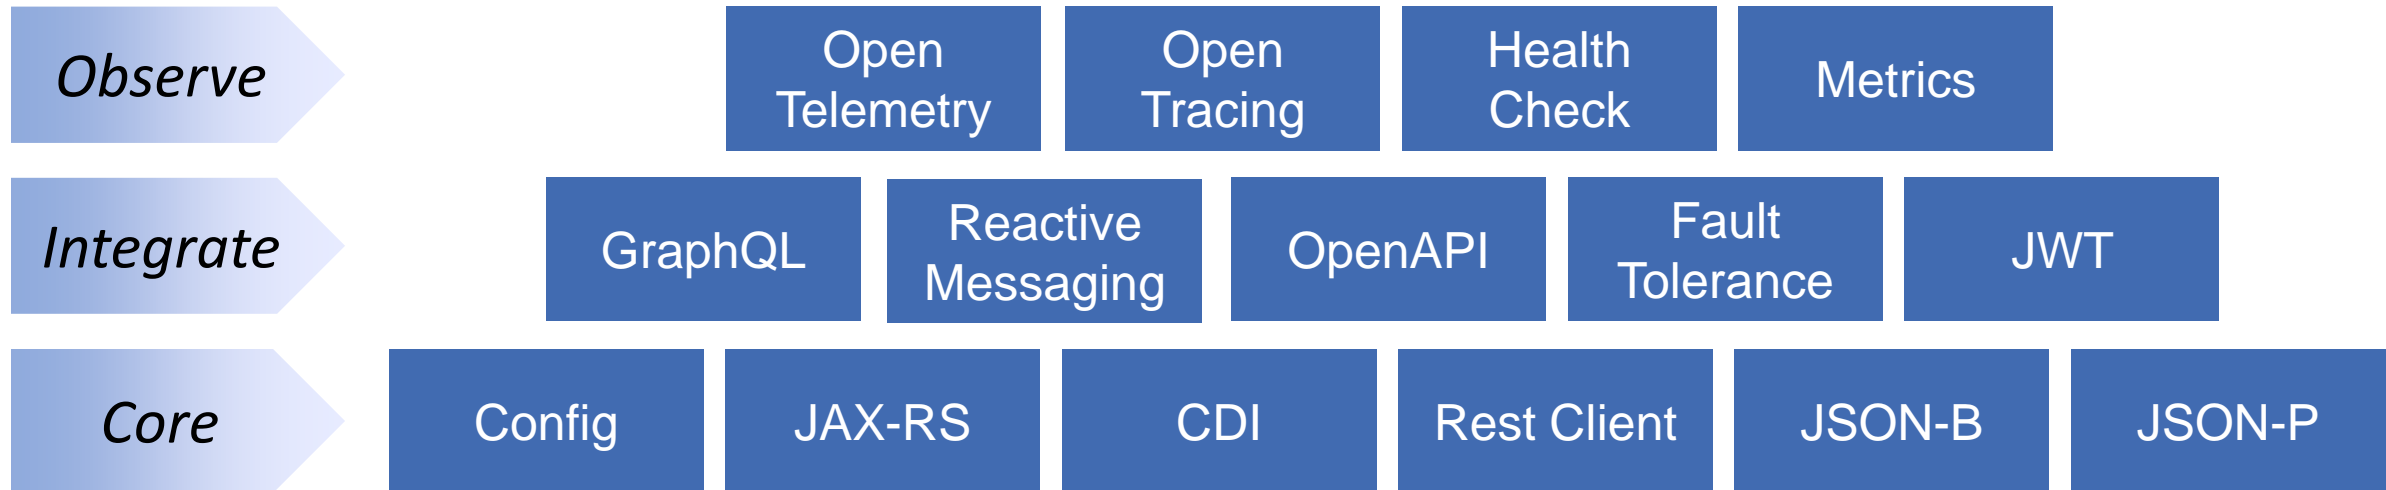 Observe
Open
Telemetry
Open
Tracing
Health
Check
Metrics
Integrate
GraphQL
Reactive
Messaging
OpenAPI
Fault
Tolerance
JWT
Core
Config
JAX-RS
CDI
Rest Client
JSON-B
JSON-P